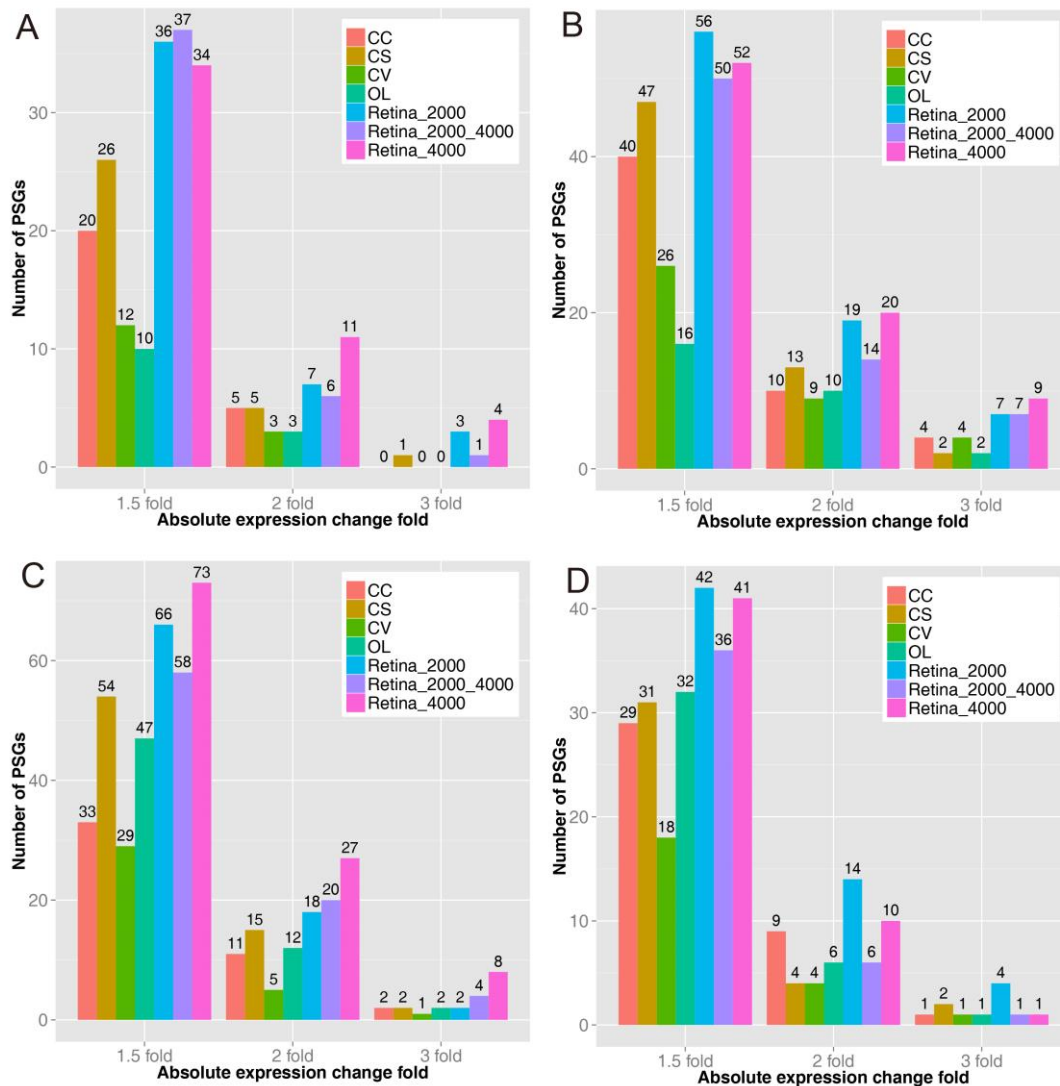 A
CC
CS
CV
OL
Retina_2000
Retina_2000_4000
Retina_4000
Number of PSGs
30
20
10
0
20
26
12
10
36
37
34
5
5
3
3
7
6
11
0
1
0
0
3
1
4
1.5 fold
2 fold
3 fold
Absolute expression change fold
B
CC
CS
CV
OL
Retina_2000
Retina_2000_4000
Retina_4000
Number of PSGs
40
20
0
40
47
26
16
56
50
52
10
13
9
10
19
14
20
4
2
4
2
7
7
9
1.5 fold
2 fold
3 fold
Absolute expression change fold
C
CC
CS
CV
OL
Retina_2000
Retina_2000_4000
Retina_4000
Number of PSGs
60
40
20
0
33
54
29
47
66
58
73
11
15
5
12
18
20
27
2
2
1
2
2
4
8
1.5 fold
2 fold
3 fold
Absolute expression change fold
D
CC
CS
CV
OL
Retina_2000
Retina_2000_4000
Retina_4000
Number of PSGs
40
30
20
10
0
29
31
18
32
42
36
41
9
4
4
6
14
6
10
1
2
1
1
4
1
1
1.5 fold
2 fold
3 fold
Absolute expression change fold